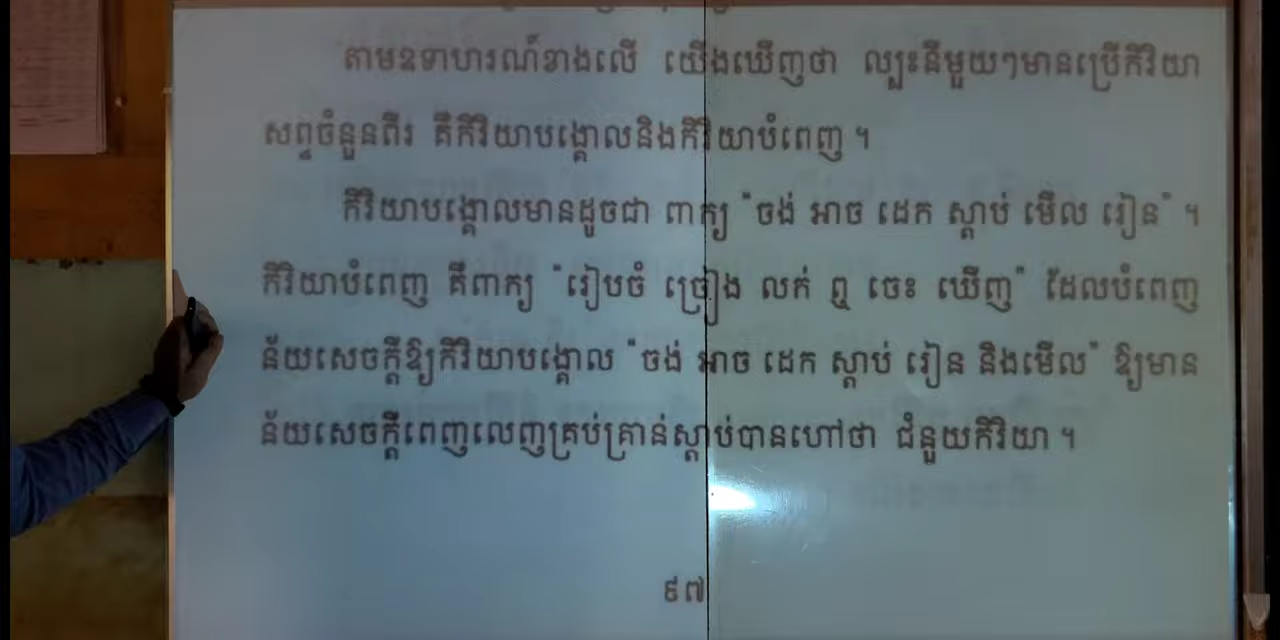 តាមឧទាហរណ៍ខាងលើ យើងឃើញថា ល្បះនីមួយៗមានប្រើកិរិយា
សព្ទចំនួនពីរ គឺកិរិយាបង្គោលនិងកិរិយាបំពេញ ។
កិរិយាបង្គោលមានដូចជា ពាក្យ "ចង់ អាច ដេក ស្ដាប់ មើល រៀន" ។
កិរិយាបំពេញ គឺពាក្យ "រៀបចំ ច្រៀង លក់ ឮ ចេះ ឃើញ" ដែលបំពេញ
ន័យសេចក្ដីឱ្យកិរិយាបង្គោល "ចង់ អាច ដេក ស្ដាប់ រៀន និងមើល" ឱ្យមាន
ន័យសេចក្ដីពេញលេញគ្រប់គ្រាន់ស្ដាប់បានហៅថា ជំនួយកិរិយា ។
៩៧